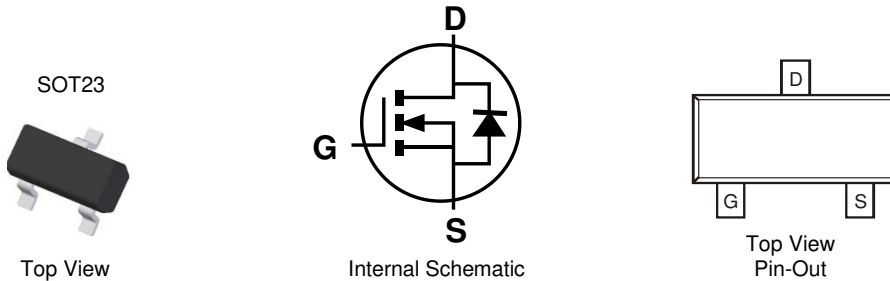 SOT23
Top View
D
G
S
Internal Schematic
D
G
S
Top View
Pin-Out